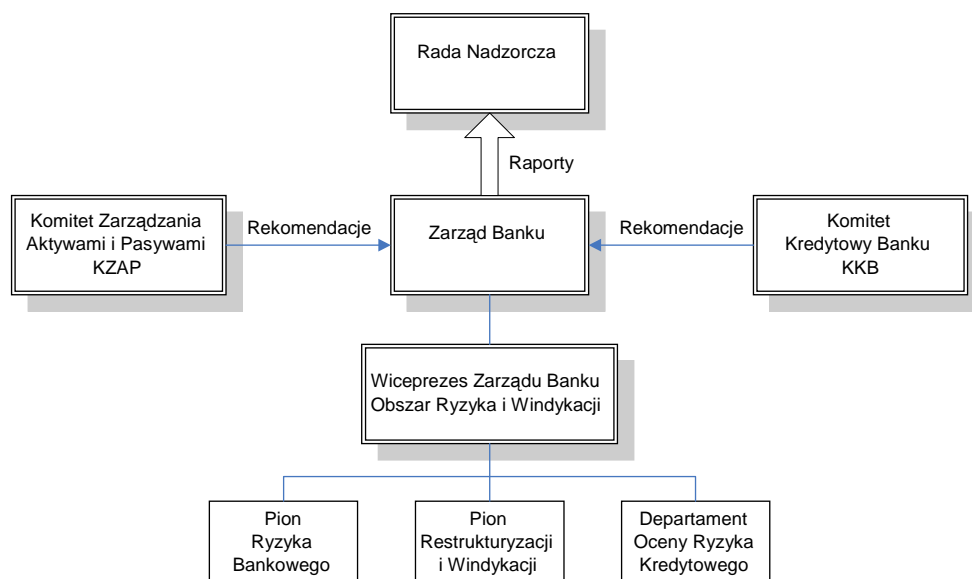 Rada Nadzorcza
Raporty
Komitet Zarządzania
Aktywami i Pasywami
KZAP
Rekomendacje
Zarząd Banku
Rekomendacje
Komitet
Kredytowy Banku
KKB
Wiceprezes Zarządu Banku
Obszar Ryzyka i Windykacji
Pion
Ryzyka
Bankowego
Pion
Restrukturyzacji
i Windykacji
Departament
Oceny Ryzyka
Kredytowego